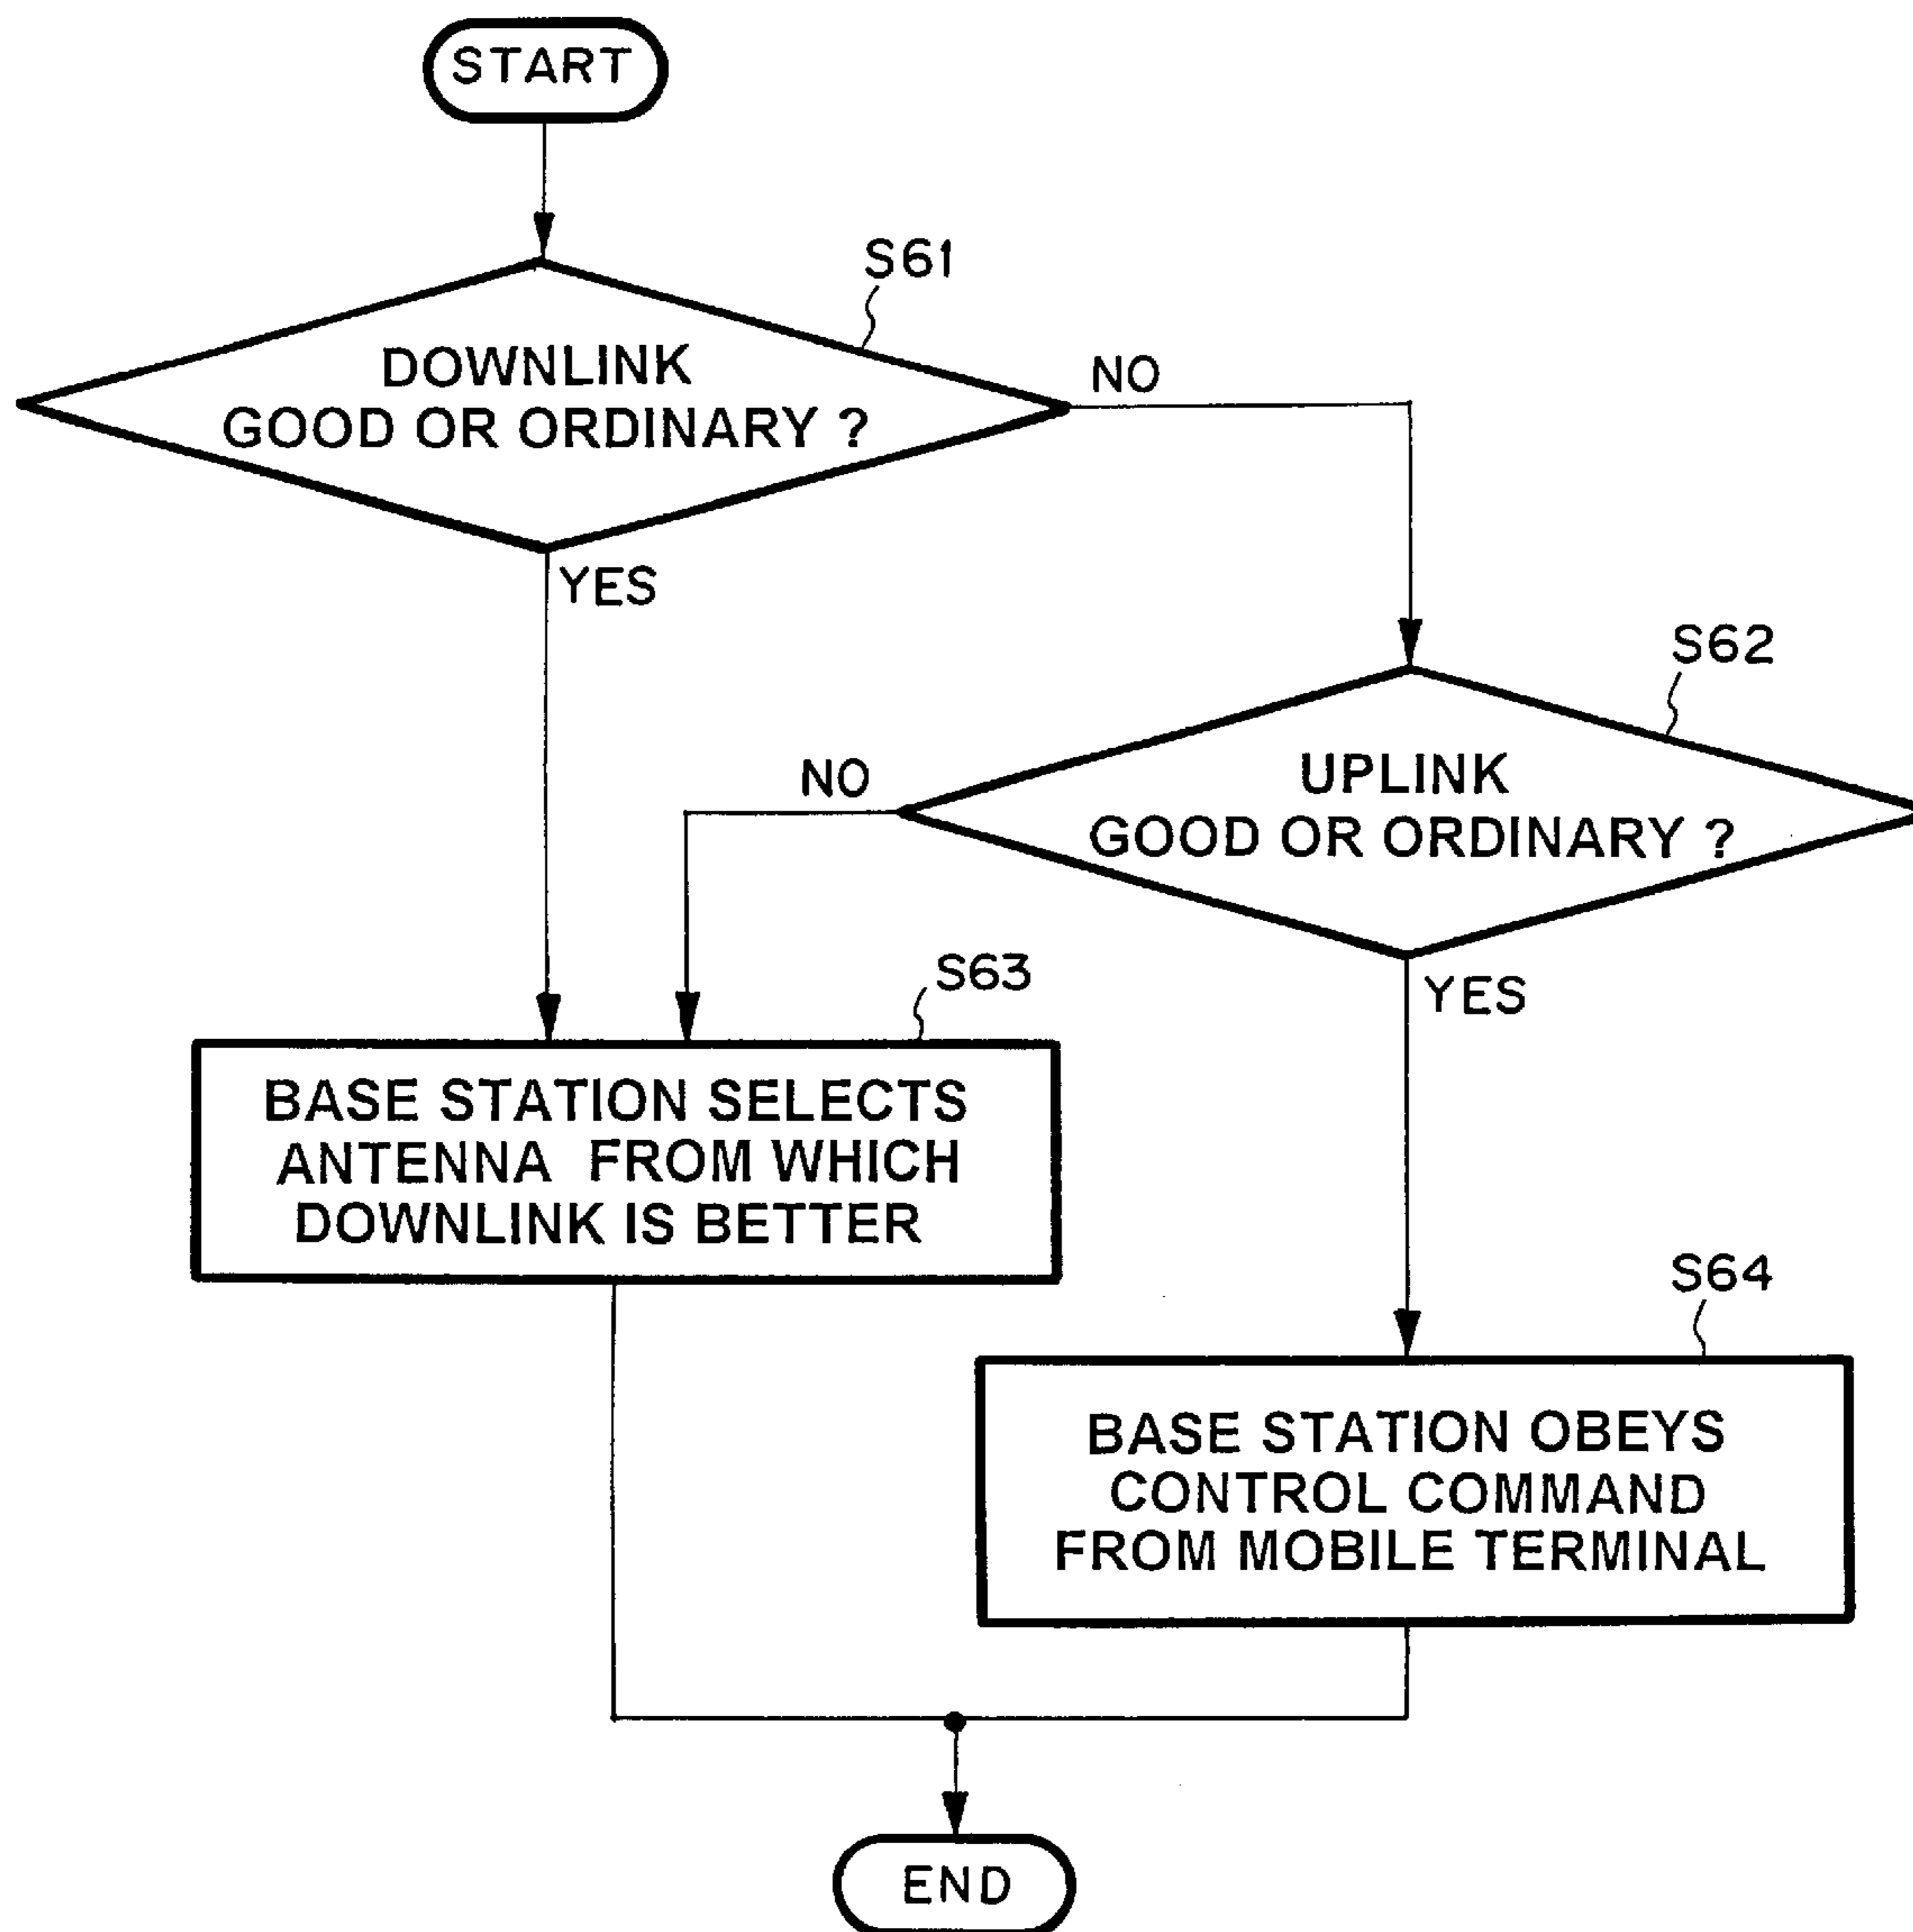 START
S61
DOWNLINK
GOOD OR ORDINARY ?
NO
YES
S62
UPLINK
GOOD OR ORDINARY ?
NO
YES
S63
BASE STATION SELECTS
ANTENNA FROM WHICH
DOWNLINK IS BETTER
S64
BASE STATION OBEYS
CONTROL COMMAND
FROM MOBILE TERMINAL
END